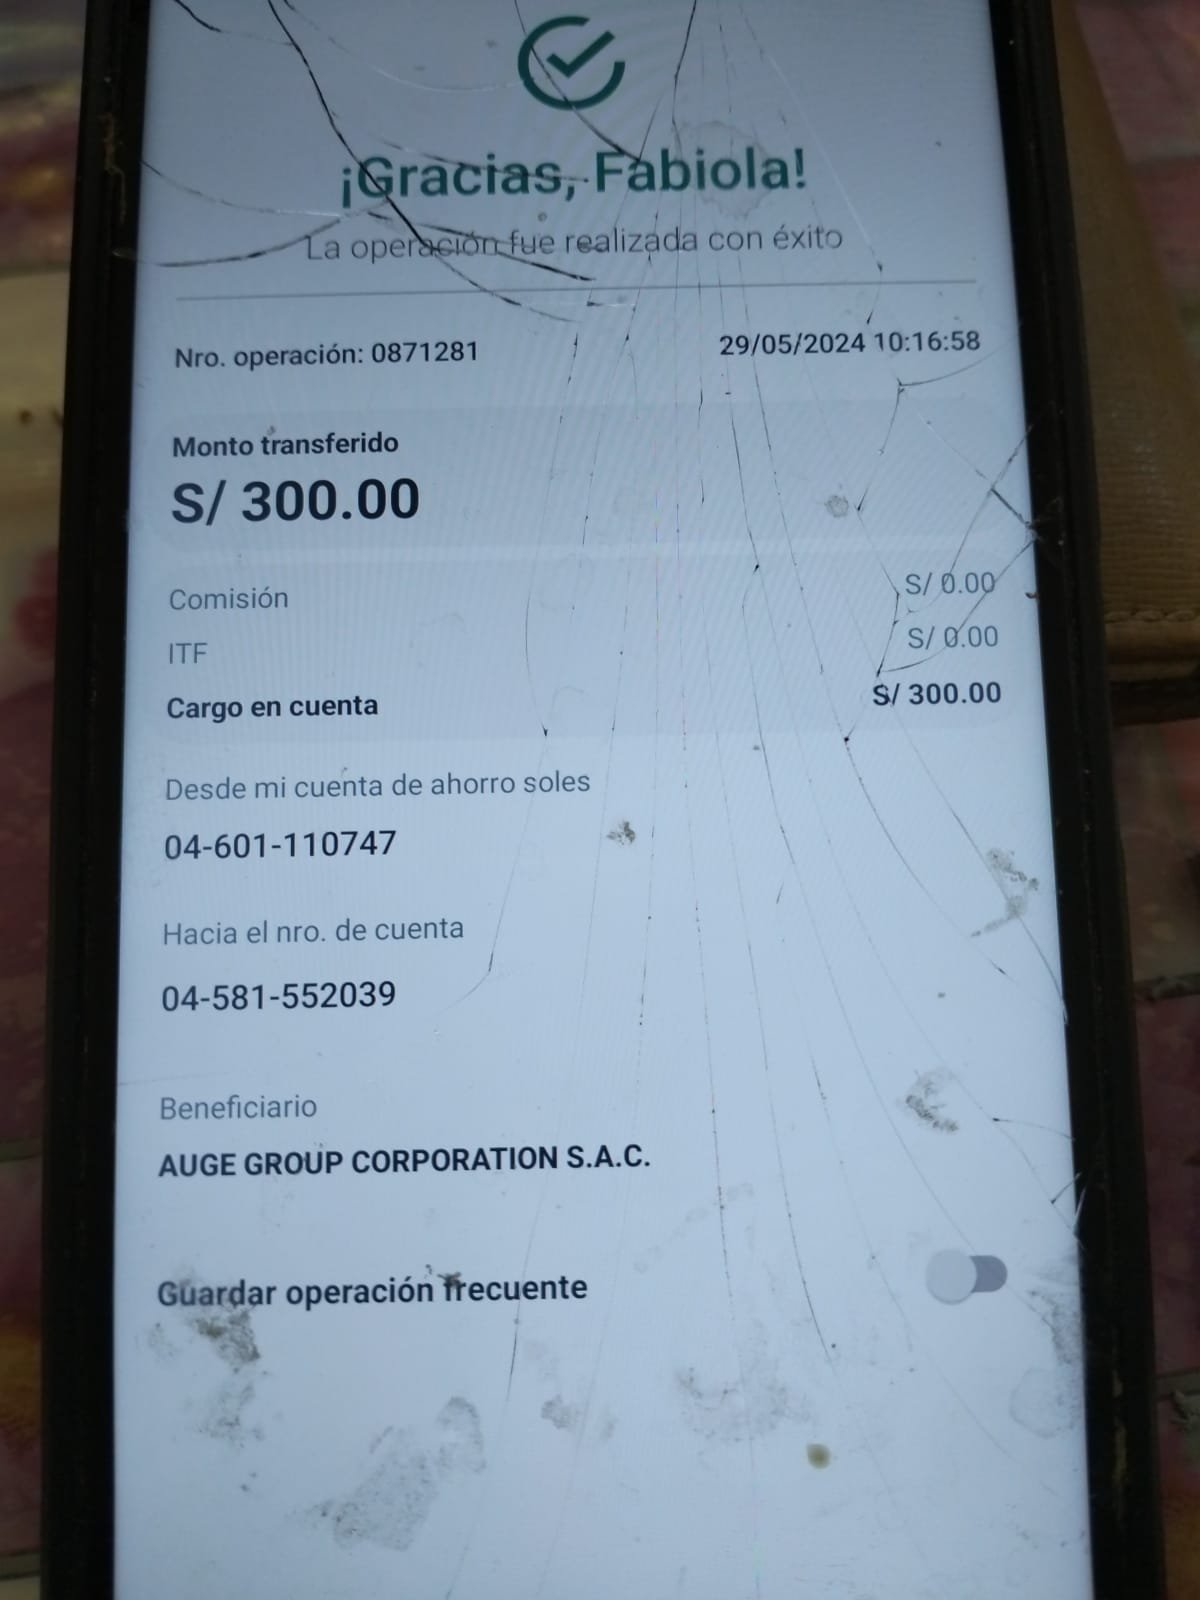 ¡Gracias, Fabiola!
La operación fue realizada con éxito
Nro. operación: 0871281 29/05/2024 10:16:58
Monto transferido
S/ 300.00
Comisión S/ 0.00
ITF S/ 0.00
Cargo en cuenta S/ 300.00
Desde mi cuenta de ahorro soles
04-601-110747
Hacia el nro. de cuenta
04-581-552039
Beneficiario
AUGE GROUP CORPORATION S.A.C.
Guardar operación frecuente